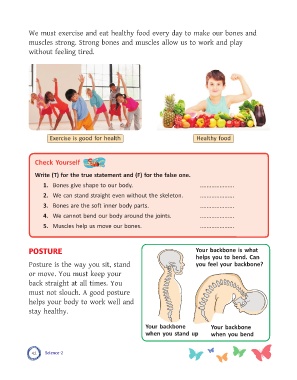 We must exercise and eat healthy food every day to make our bones and
muscles strong. Strong bones and muscles allow us to work and play
without feeling tired.
Exercise is good for health
Healthy food
Check Yourself
Write (T) for the true statement and (F) for the false one.
1. Bones give shape to our body. .....................
2. We can stand straight even without the skeleton. .....................
3. Bones are the soft inner body parts. .....................
4. We cannot bend our body around the joints. .....................
5. Muscles help us move our bones. .....................
POSTURE
Posture is the way you sit, stand
or move. You must keep your
back straight at all times. You
must not slouch. A good posture
helps your body to work well and
stay healthy.
Your backbone is what
helps you to bend. Can
you feel your backbone?
Your backbone
when you stand up
Your backbone
when you bend
42 Science 2